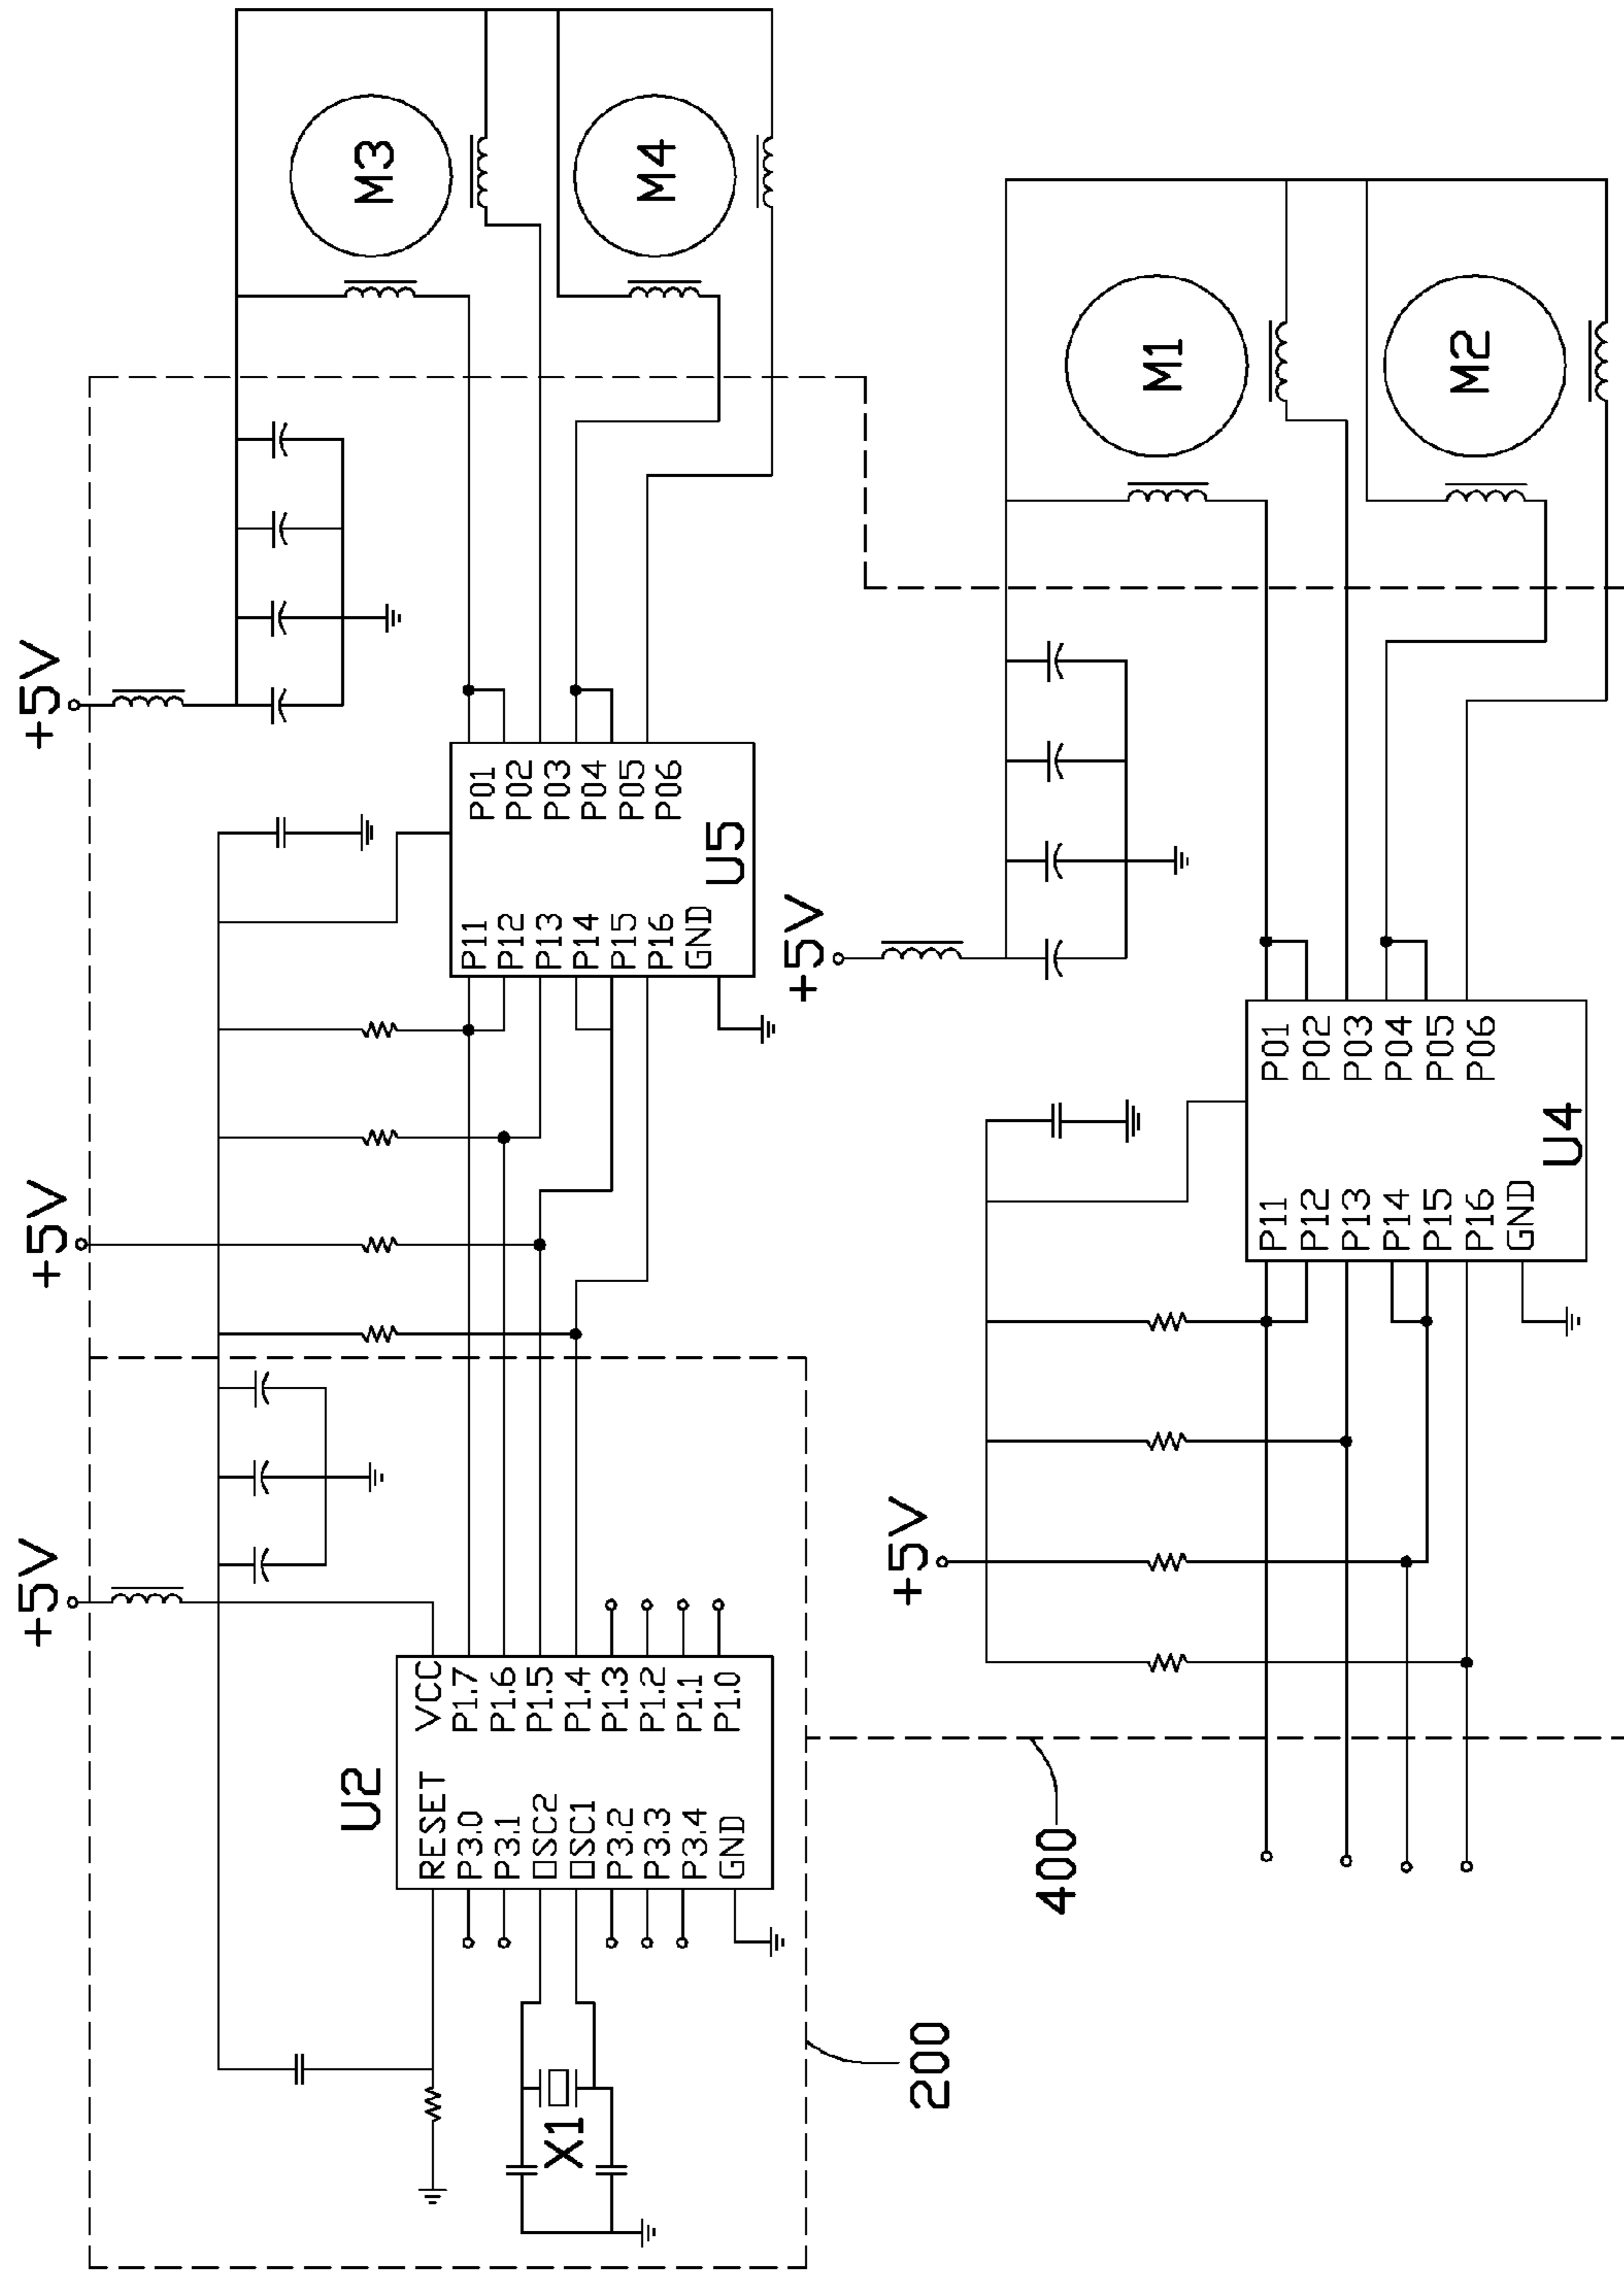 +5V
+5V
+5V
M3
M4
U2
RESET
P3.0
P3.1
OSC2
OSC1
P3.2
P3.3
P3.4
GND
VCC
P1.7
P1.6
P1.5
P1.4
P1.3
P1.2
P1.1
P1.0
X1
200
U5
P11
P12
P13
P14
P15
P16
GND
P01
P02
P03
P04
P05
P06
400
+5V
+5V
M1
M2
U4
P11
P12
P13
P14
P15
P16
GND
P01
P02
P03
P04
P05
P06